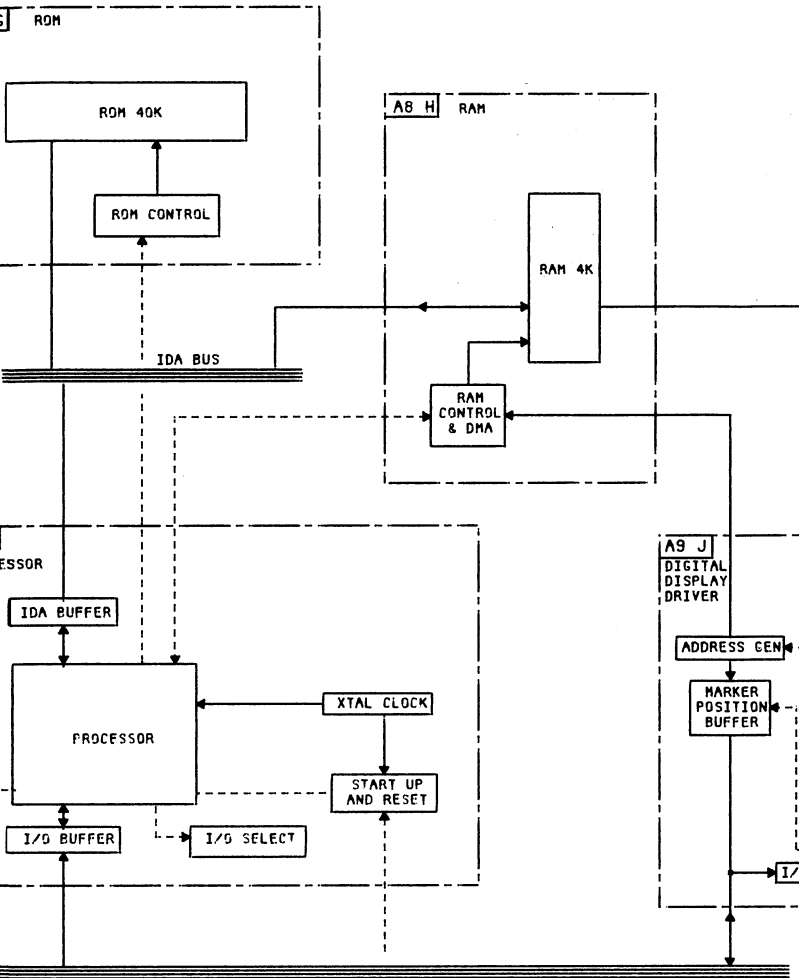 ROM
ROM 40K
ROM CONTROL
A8 H RAM
RAM 4K
IDA BUS
RAM
CONTROL
& DMA
ESSOR
IDA BUFFER
PROCESSOR
XTAL CLOCK
START UP
AND RESET
I/O BUFFER
I/O SELECT
A9 J
DIGITAL
DISPLAY
DRIVER
ADDRESS GEN
MARKER
POSITION
BUFFER
I/